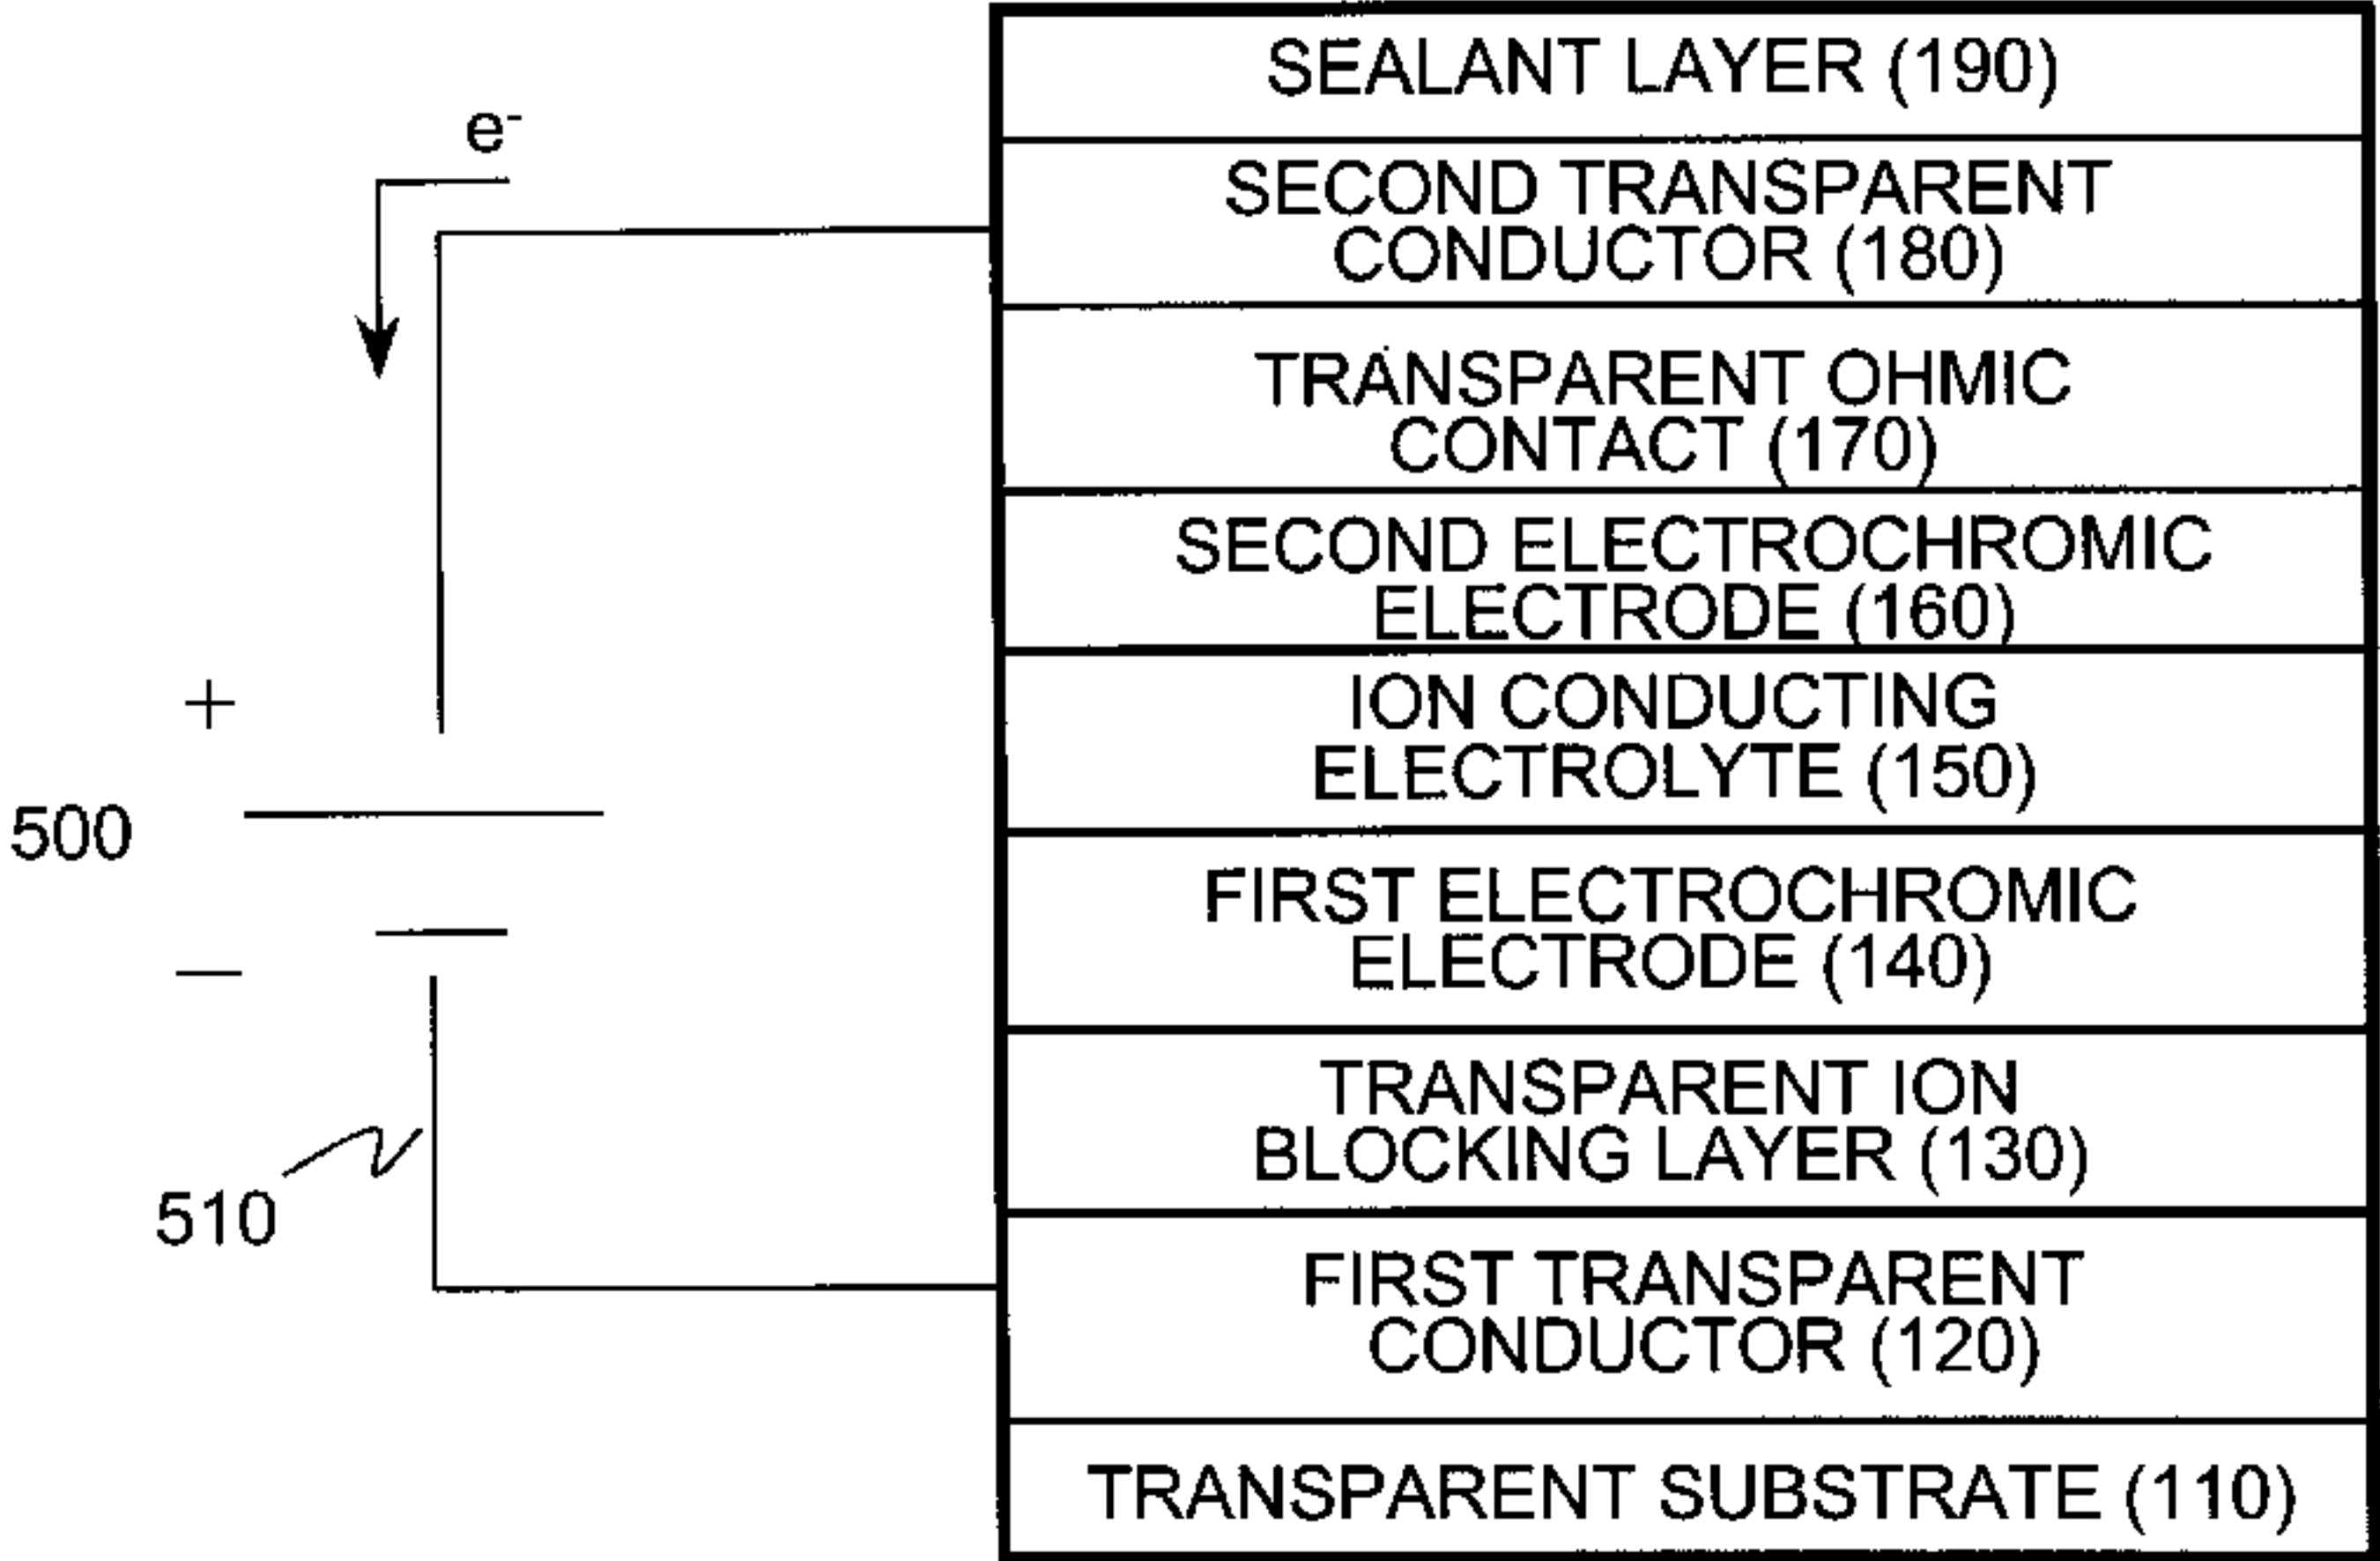 SEALANT LAYER (190)
e-
SECOND TRANSPARENT
CONDUCTOR (180)
TRANSPARENT OHMIC
CONTACT (170)
SECOND ELECTROCHROMIC
ELECTRODE (160)
+
ION CONDUCTING
ELECTROLYTE (150)
500
FIRST ELECTROCHROMIC
ELECTRODE (140)
—
TRANSPARENT ION
BLOCKING LAYER (130)
510
FIRST TRANSPARENT
CONDUCTOR (120)
TRANSPARENT SUBSTRATE (110)